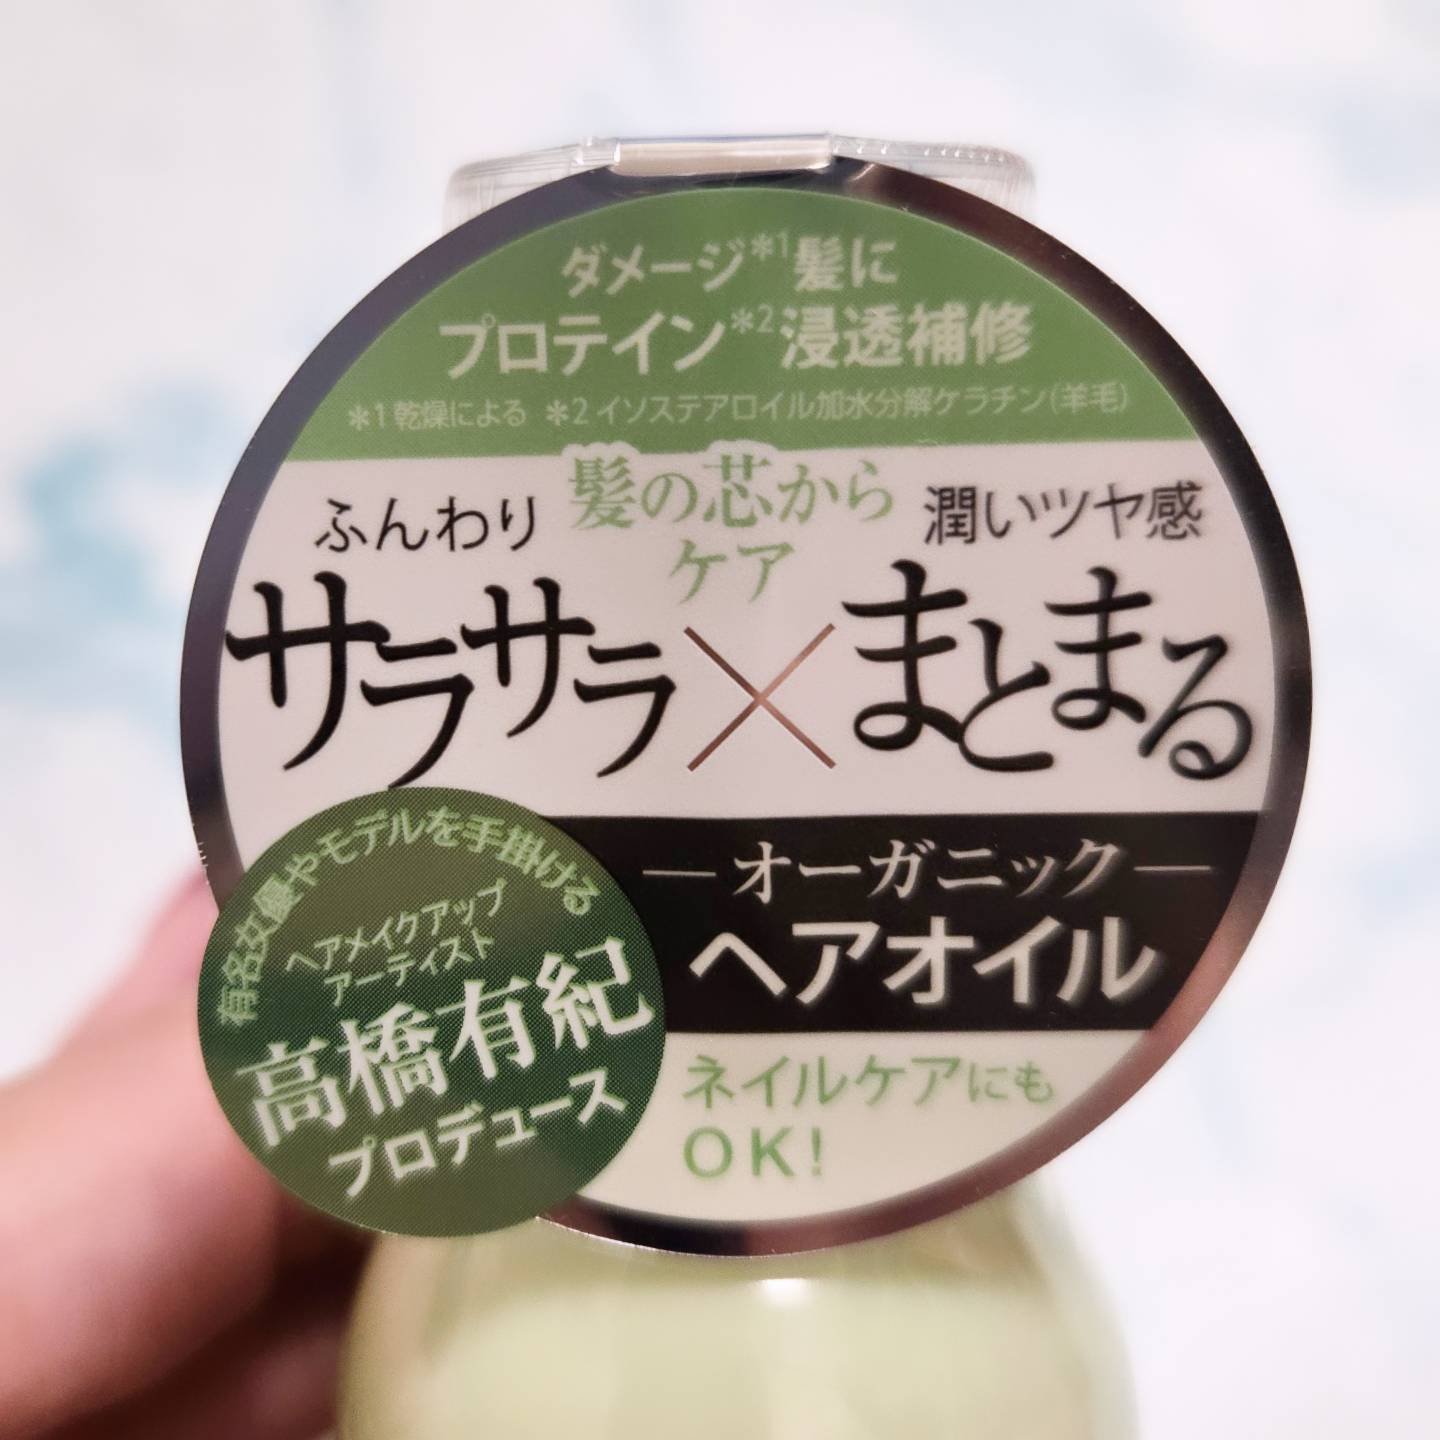 ダメージ*1髪に
プロテイン*2浸透補修
*1 乾燥による *2 イソステアロイル加水分解ケラチン(羊毛)
髪の芯から
ケア
ふんわり
サラサラ
×
潤いツヤ感
まとまる
オーガニック
ヘアオイル
ネイルケアにも
OK!
有名女優やモデルを手掛ける
ヘアメイクアップ
アーティスト
高橋有紀
プロデュース